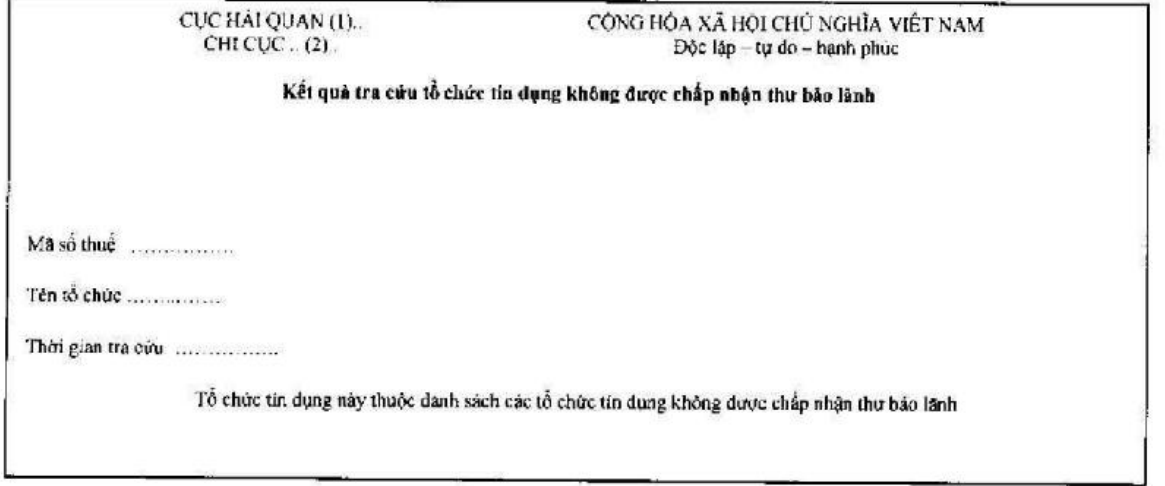 CỤC HẢI QUAN (1)..
CHI CỤC .. (2)..
CỘNG HÒA XÃ HỘI CHỦ NGHĨA VIỆT NAM
Độc lập – tự do – hạnh phúc
Kết quả tra cứu tổ chức tín dụng không được chấp nhận thư bảo lãnh
Mã số thuế ................
Tên tổ chức ...............
Thời gian tra cứu ................
Tổ chức tín dụng này thuộc danh sách các tổ chức tín dụng không được chấp nhận thư bảo lãnh